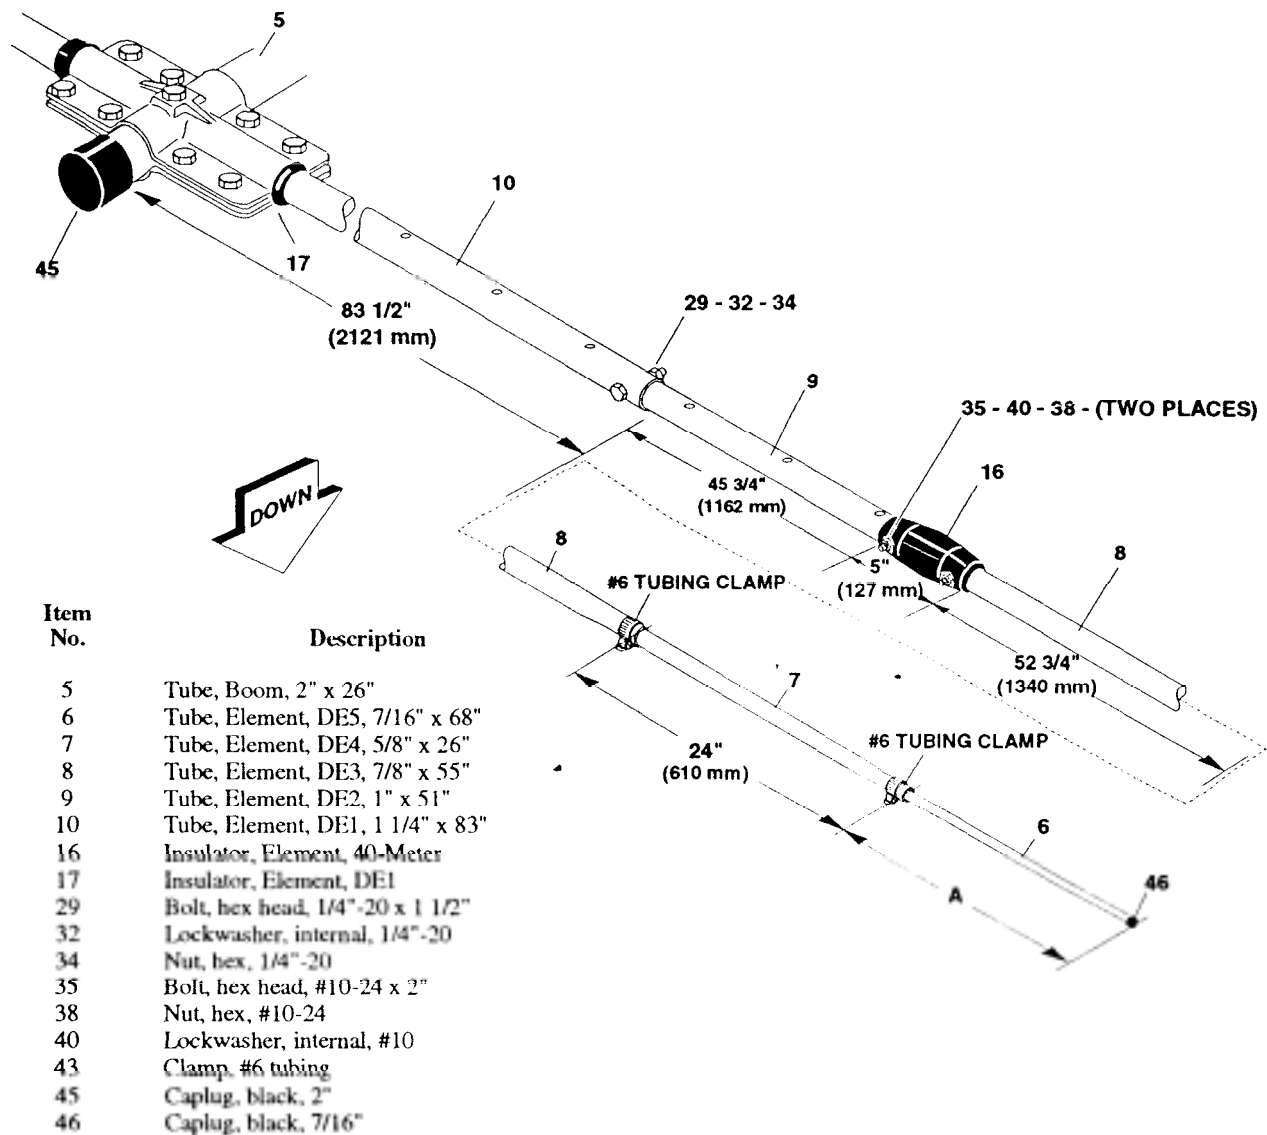 5
10
17
45
83 1/2"
(2121 mm)
29 - 32 - 34
9
35 - 40 - 38 - (TWO PLACES)
16
45 3/4"
(1162 mm)
DOWN
8
5"
(127 mm)
8
#6 TUBING CLAMP
52 3/4"
(1340 mm)
7
#6 TUBING CLAMP
24"
(610 mm)
6
A
46
Item
No. Description
5 Tube, Boom, 2" x 26"
6 Tube, Element, DE5, 7/16" x 68"
7 Tube, Element, DE4, 5/8" x 26"
8 Tube, Element, DE3, 7/8" x 55"
9 Tube, Element, DE2, 1" x 51"
10 Tube, Element, DE1, 1 1/4" x 83"
16 Insulator, Element, 40-Meter
17 Insulator, Element, DE1
29 Bolt, hex head, 1/4"-20 x 1 1/2"
32 Lockwasher, internal, 1/4"-20
34 Nut, hex, 1/4"-20
35 Bolt, hex head, #10-24 x 2"
38 Nut, hex, #10-24
40 Lockwasher, internal, #10
43 Clamp, #6 tubing
45 Caplug, black, 2"
46 Caplug, black, 7/16"